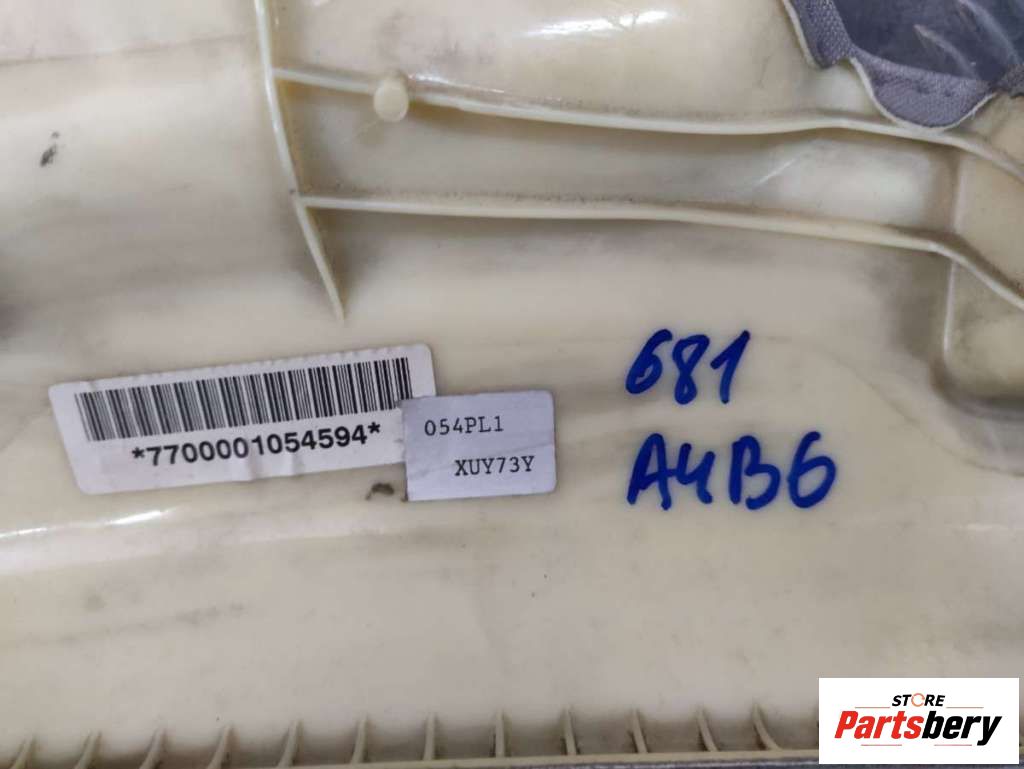 681
A4B6
*7700001054594*
054PL1
XUY73Y
STORE
Partsbery